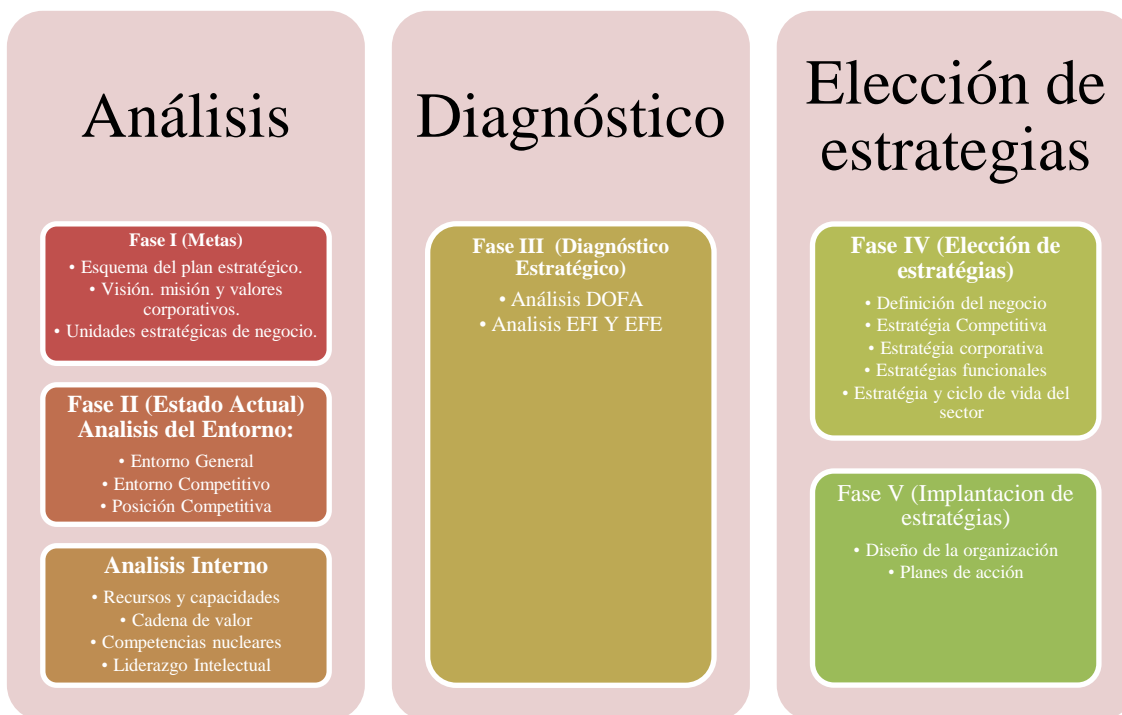 Análisis
Fase I (Metas)
• Esquema del plan estratégico.
• Visión. misión y valores
corporativos.
• Unidades estratégicas de negocio.
Fase II (Estado Actual)
Analisis del Entorno:
• Entorno General
• Entorno Competitivo
• Posición Competitiva
Analisis Interno
• Recursos y capacidades
• Cadena de valor
• Competencias nucleares
• Liderazgo Intelectual
Diagnóstico
Fase III (Diagnóstico
Estratégico)
• Análisis DOFA
• Analisis EFI Y EFE
Elección de
estrategias
Fase IV (Elección de
estratégias)
• Definición del negocio
• Estratégia Competitiva
• Estratégia corporativa
• Estratégias funcionales
• Estratégia y ciclo de vida del
sector
Fase V (Implantacion de
estratégias)
• Diseño de la organización
• Planes de acción